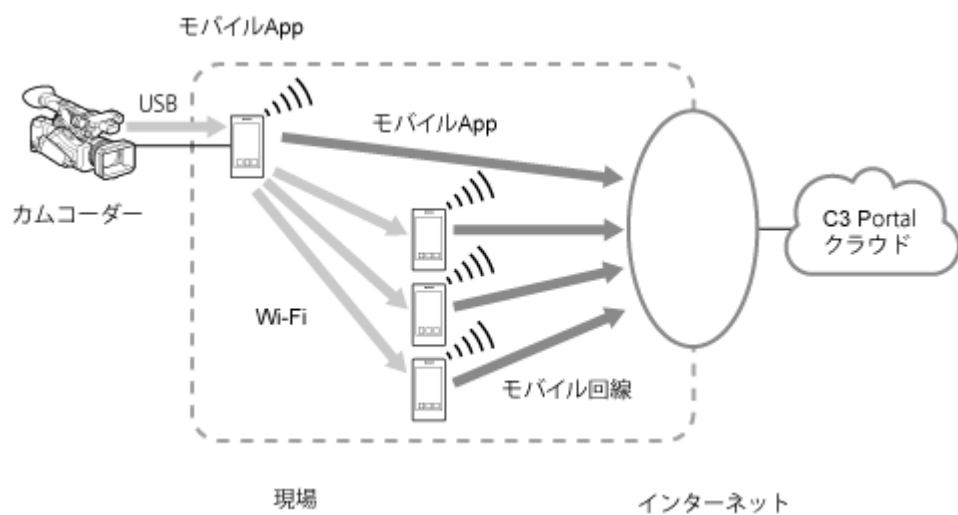 モバイルApp
USB
モバイルApp
カムコーダー
C3 Portal
クラウド
Wi-Fi
モバイル回線
現場
インターネット